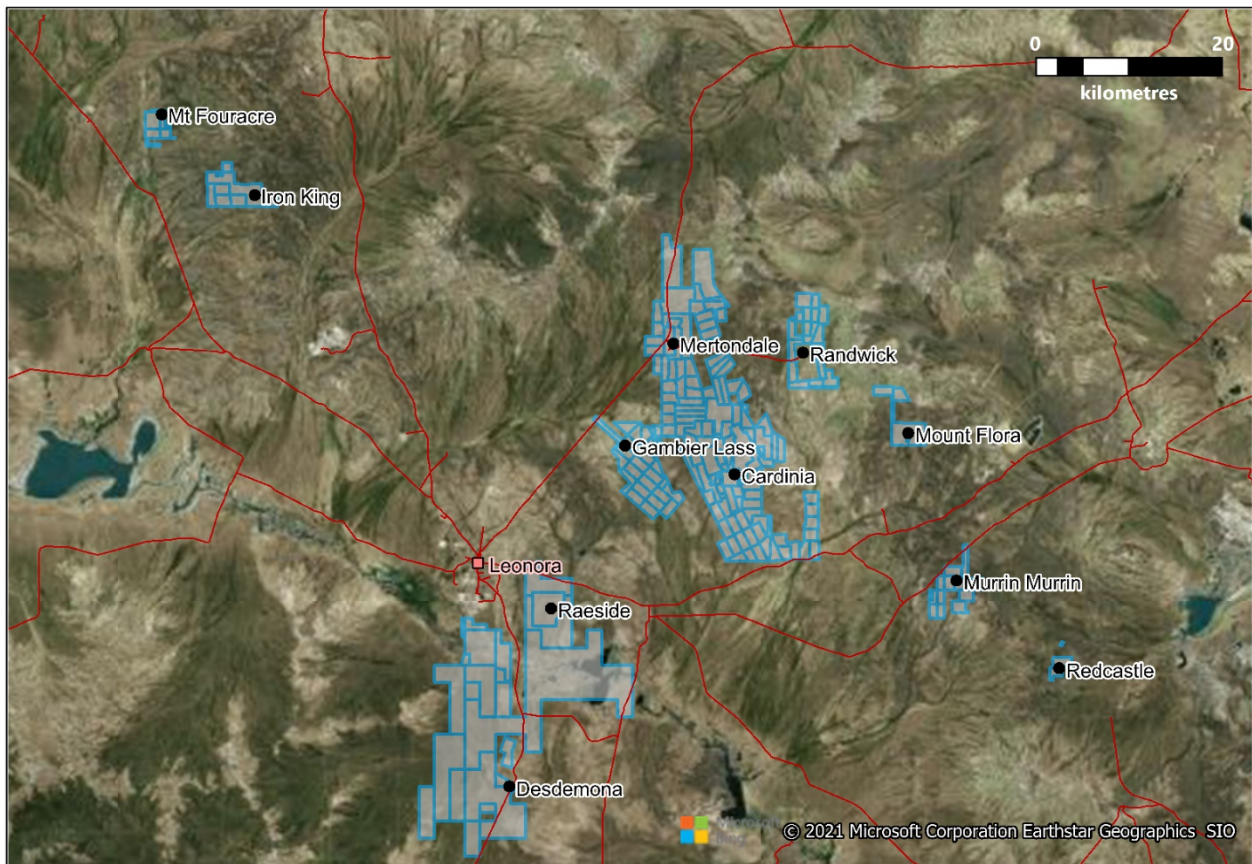 0 20
kilometres
Mt Fouracre
Iron King
Mertondale
Randwick
Mount Flora
Gambier Lass
Cardinia
Leonora
Murrin Murrin
Raeside
Redcastle
Desdemona
© 2021 Microsoft Corporation Earthstar Geographics SIO